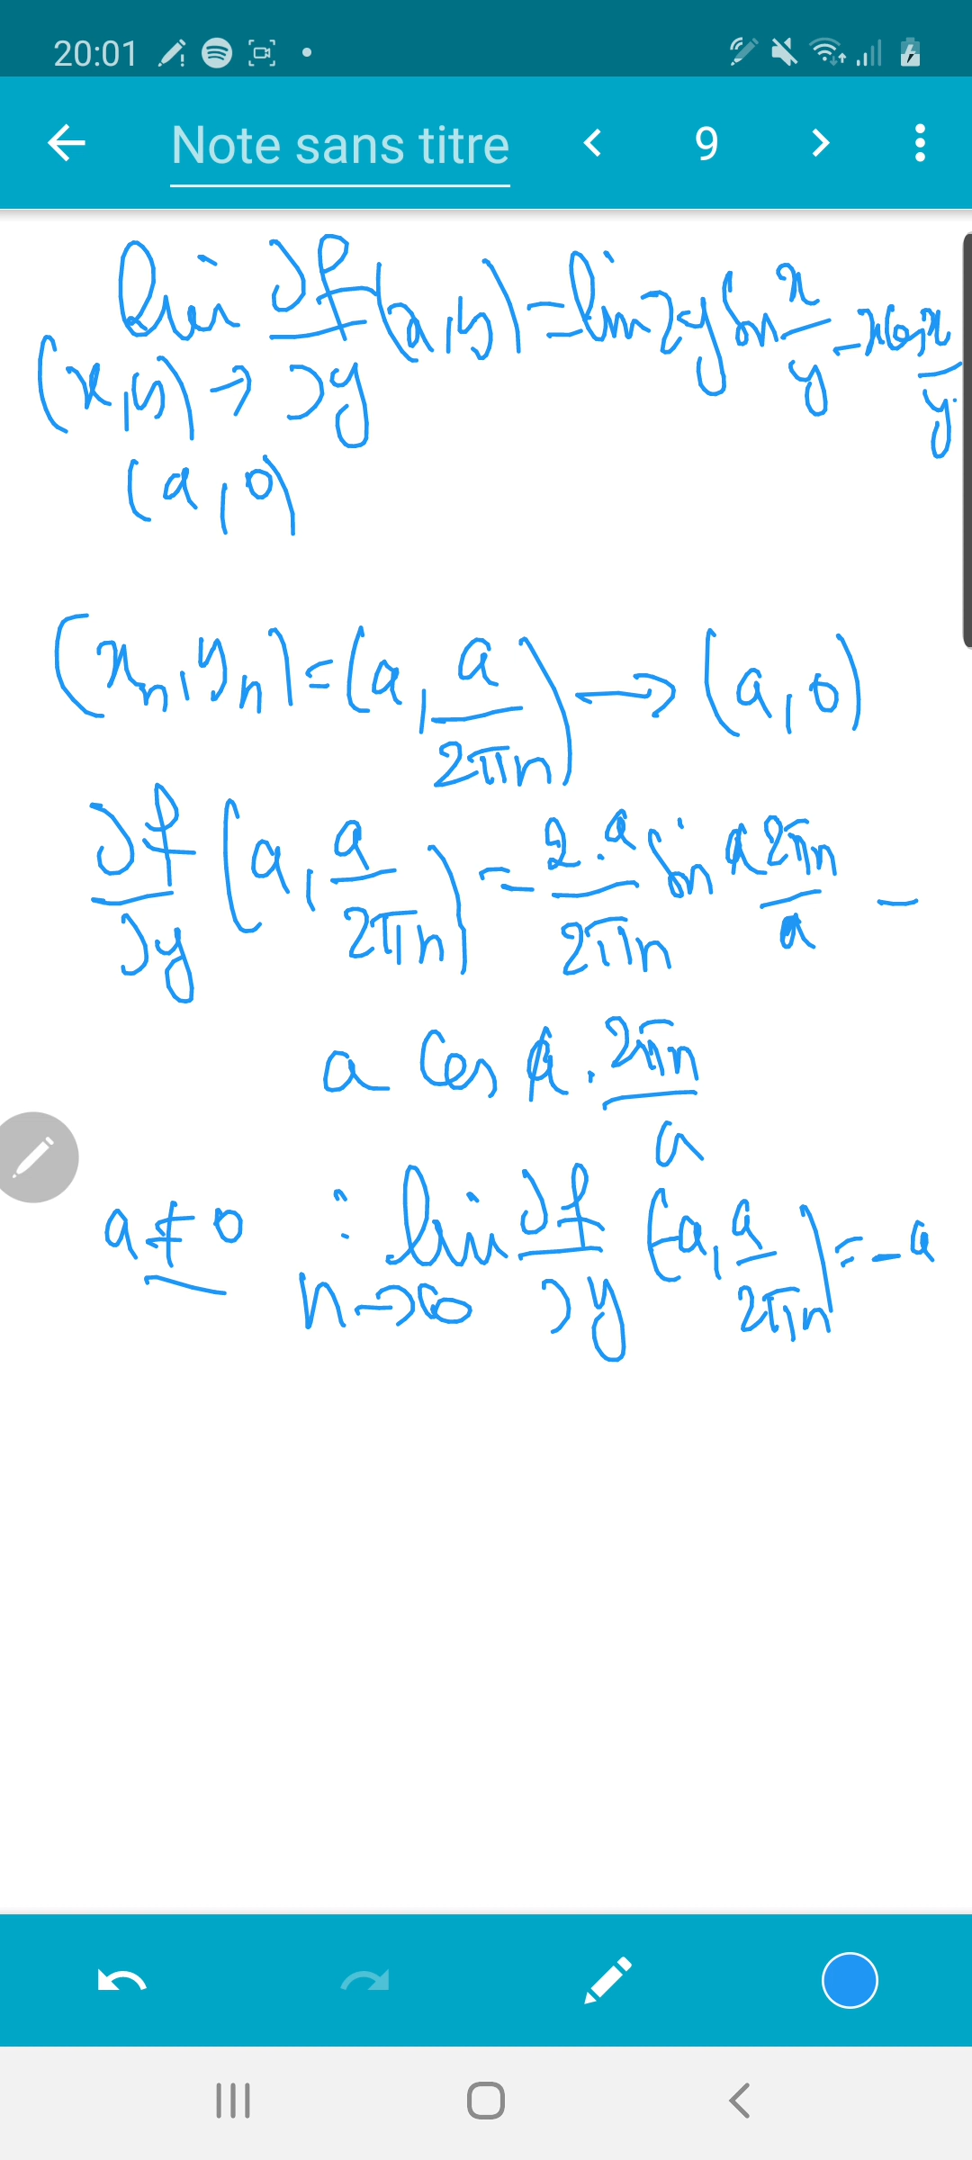 20:01
Note sans titre 9
lim ∂f/∂y (a,y) = lim 2y sin x/y - x cos x/y
(x,y) → (a,0)
(xₙ, yₙ) = (a, a/2πn) → (a,0)
∂f/∂y (a, a/2πn) = 2.a/2πn sin a2πn/a -
a cos a.2πn/a
a ≠ 0 : lim n→∞ ∂f/∂y (a, a/2πn) = -a